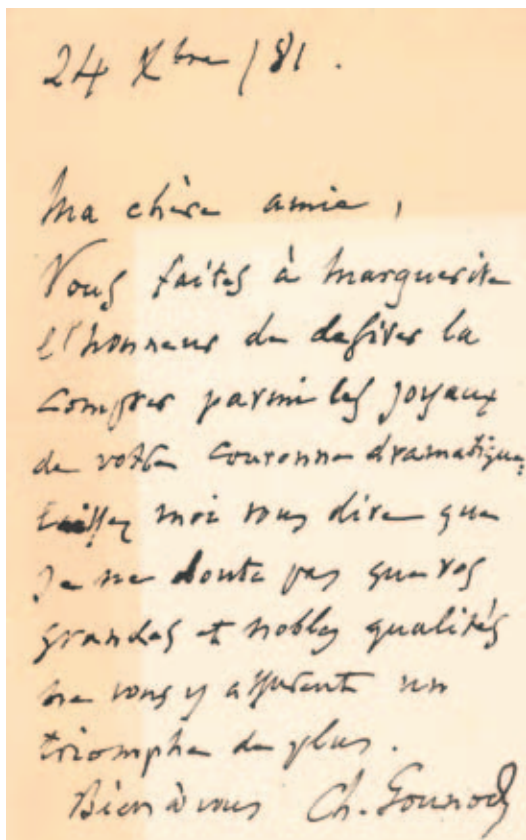 24 Xbre / 81.
Ma chère amie,
Vous faites à Marguerite
l'honneur de desirer la
compter parmi les joyaux
de votre couronne dramatique;
laissez moi vous dire que
je ne doute pas que vos
grandes et nobles qualités
ne vous y assurent un
triomphe de plus.
Bien à vous Ch. Gounod